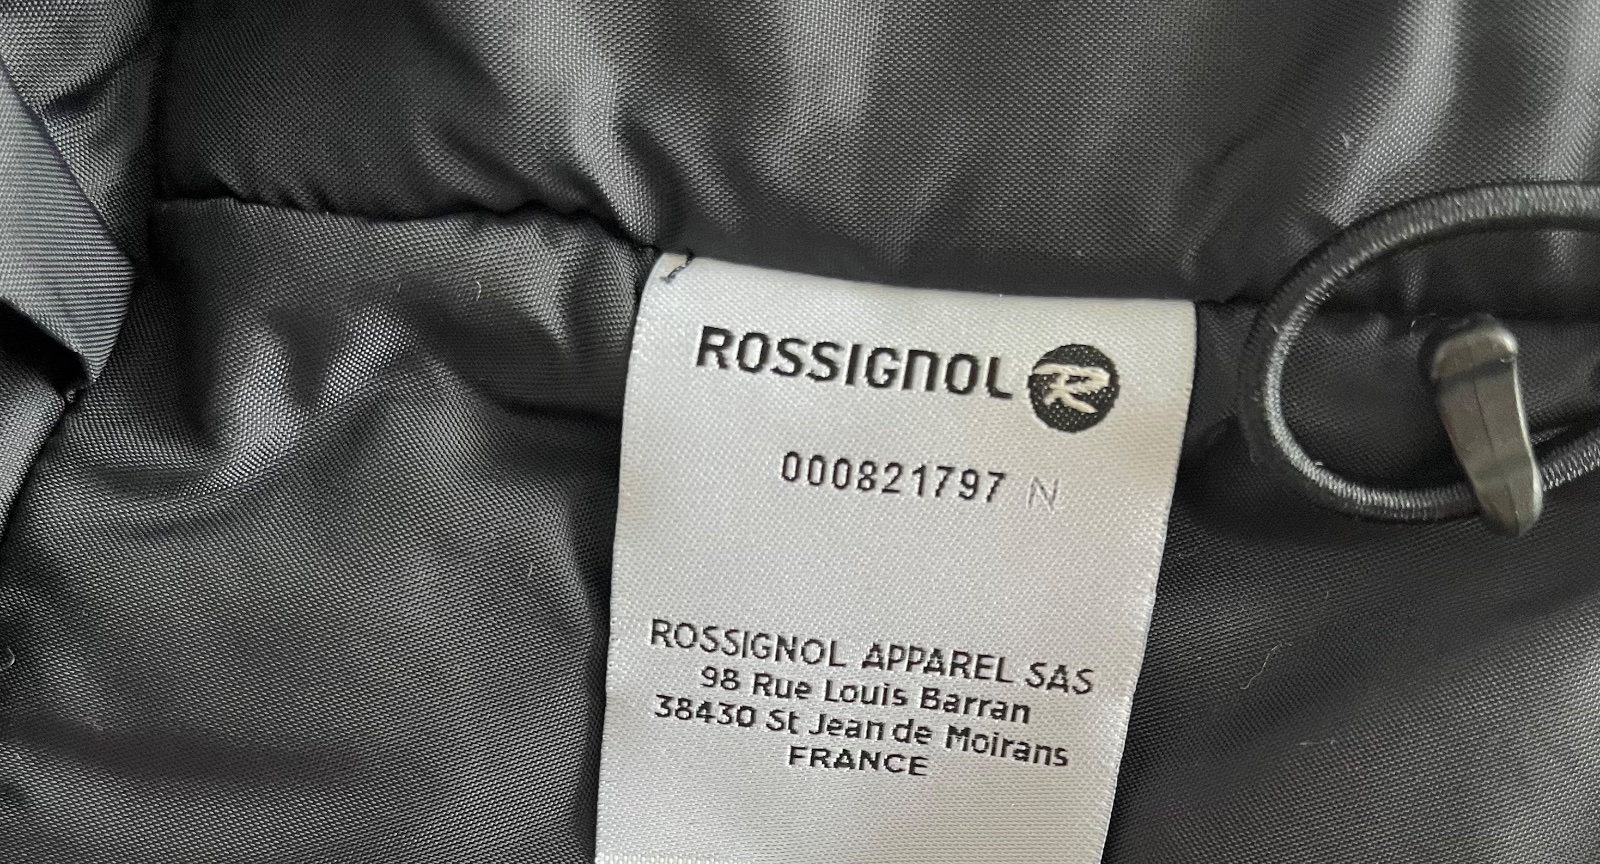 ROSSIGNOL R
000821797 N
ROSSIGNOL APPAREL SAS
98 Rue Louis Barran
38430 St Jean de Moirans
FRANCE